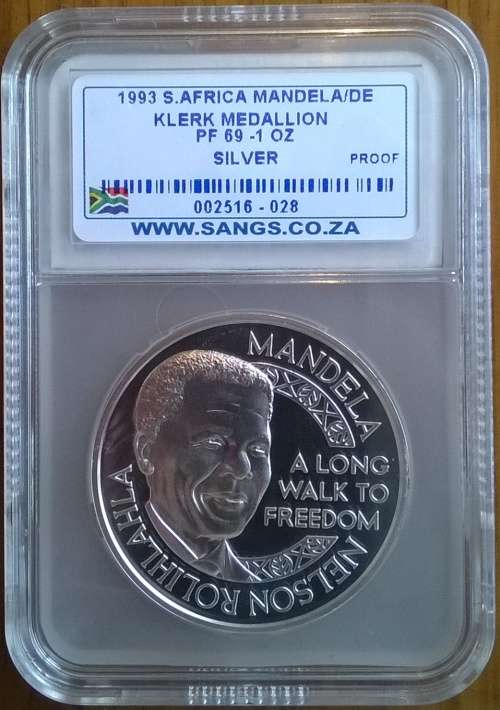 1993 S.AFRICA MANDELA/DE
KLERK MEDALLION
PF 69 -1 OZ
SILVER PROOF
002516 - 028
WWW.SANGS.CO.ZA
MANDELA
A LONG
WALK TO
FREEDOM
NELSON ROLIHLAHLA